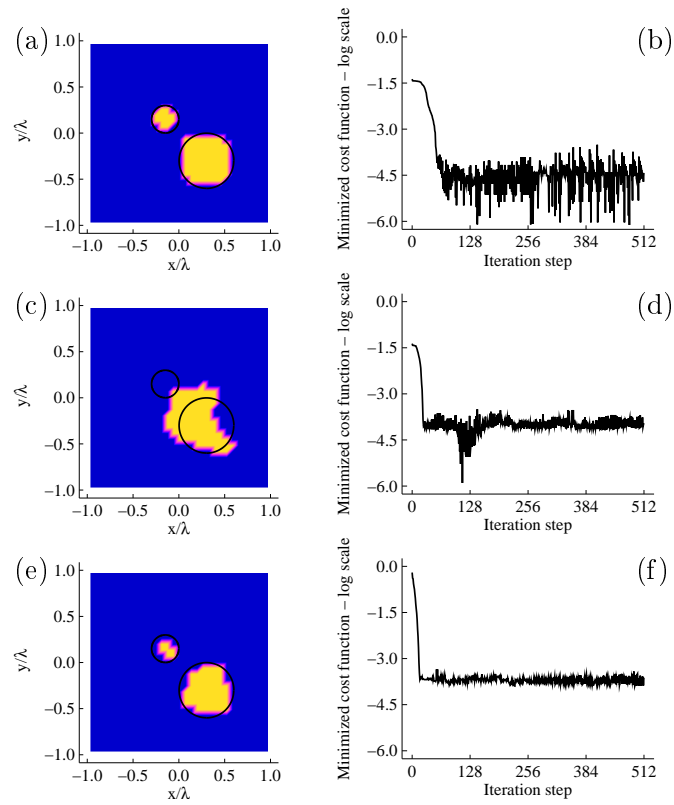 (a)
1.0
0.5
0.0
−0.5
−1.0
y/λ
−1.0 −0.5 0.0 0.5 1.0
x/λ
(b)
0.0
−1.5
−3.0
−4.5
−6.0
Minimized cost function − log scale
0 128 256 384 512
Iteration step
(c)
1.0
0.5
0.0
−0.5
−1.0
y/λ
−1.0 −0.5 0.0 0.5 1.0
x/λ
(d)
0.0
−1.5
−3.0
−4.5
−6.0
Minimized cost function − log scale
0 128 256 384 512
Iteration step
(e)
1.0
0.5
0.0
−0.5
−1.0
y/λ
−1.0 −0.5 0.0 0.5 1.0
x/λ
(f)
0.0
−1.5
−3.0
−4.5
−6.0
Minimized cost function − log scale
0 128 256 384 512
Iteration step